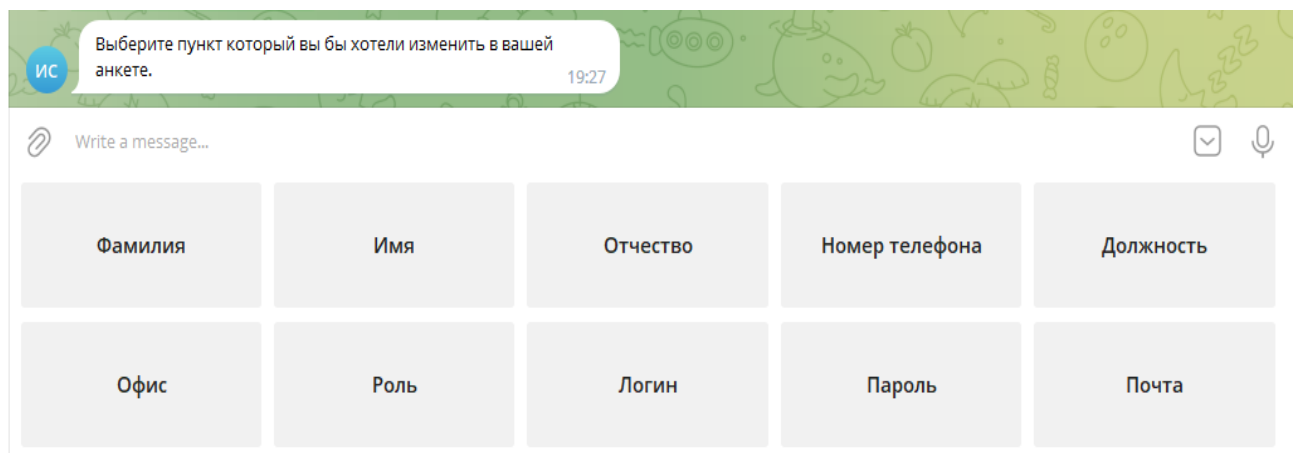 Выберите пункт который вы бы хотели изменить в вашей
анкете.
19:27
ИС
Write a message...
Фамилия Имя Отчество Номер телефона Должность
Офис Роль Логин Пароль Почта